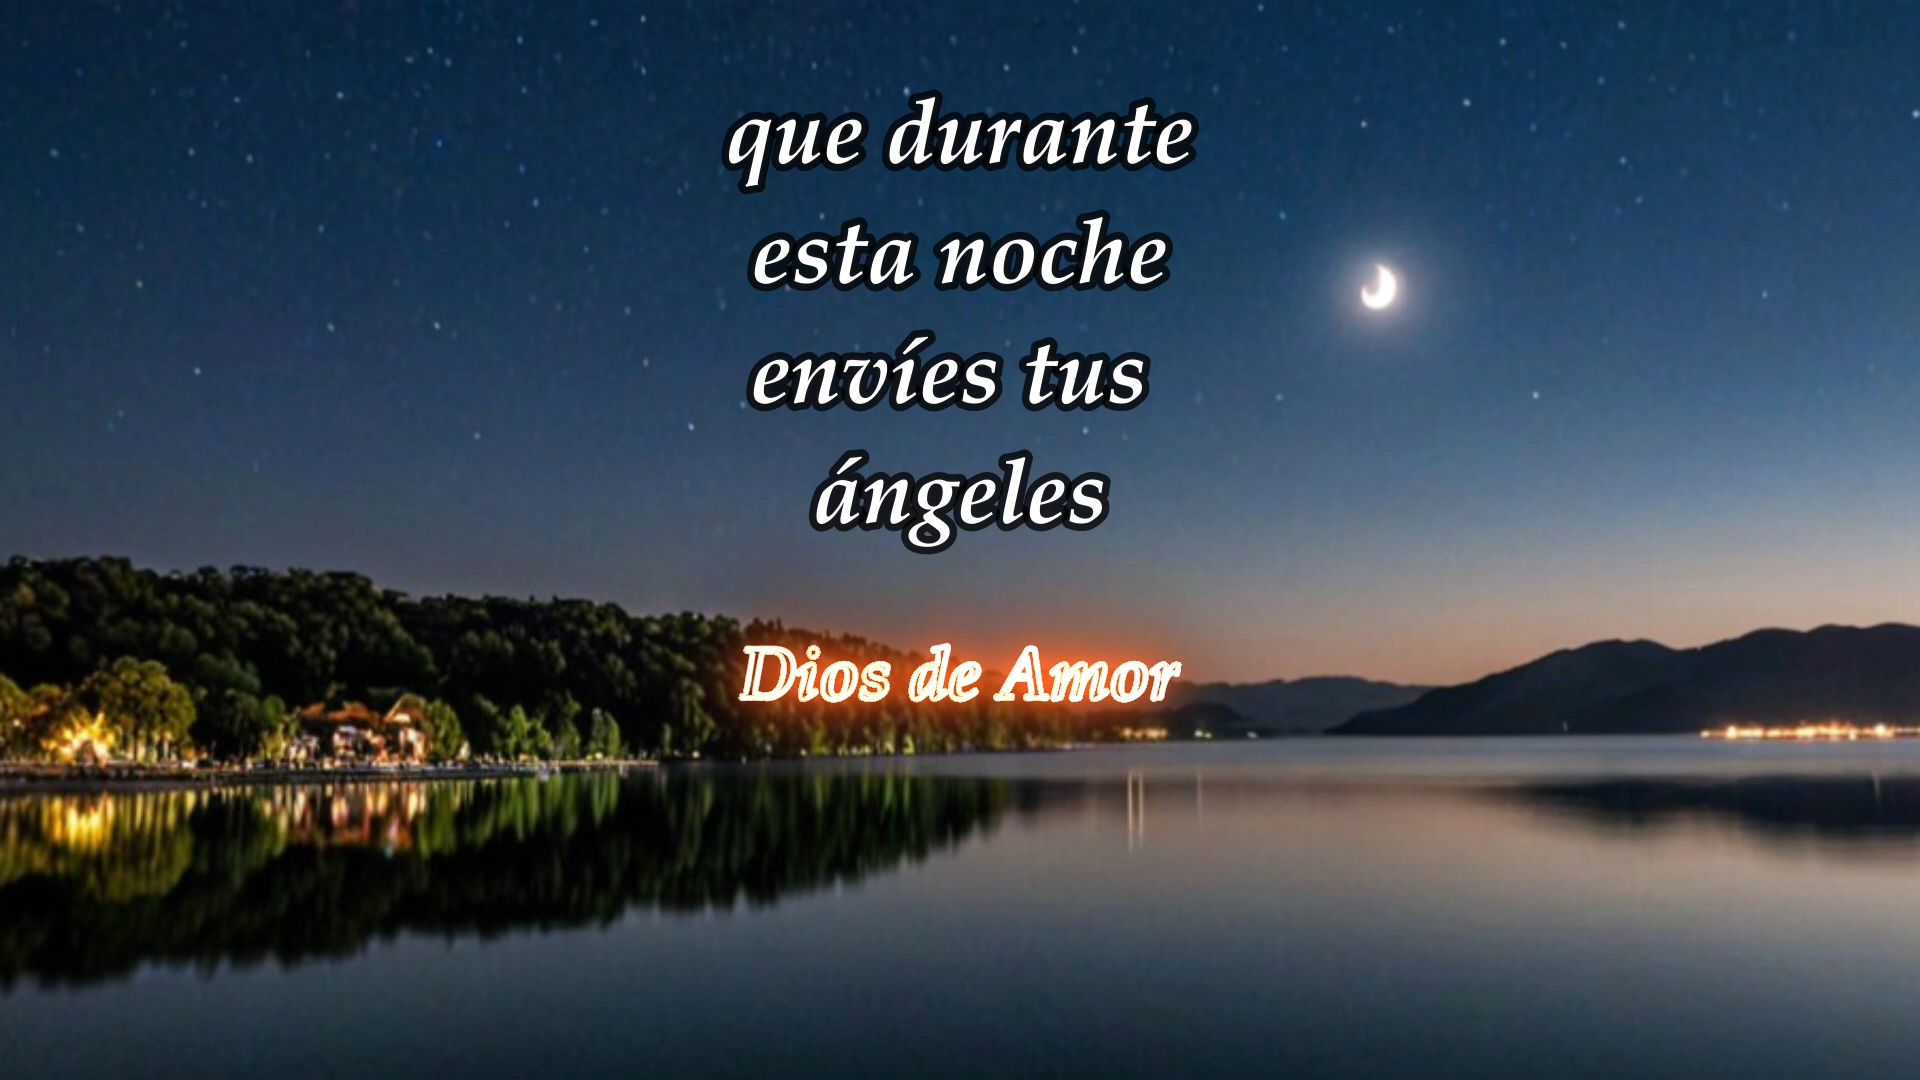 que durante
esta noche
envíes tus
ángeles
Dios de Amor